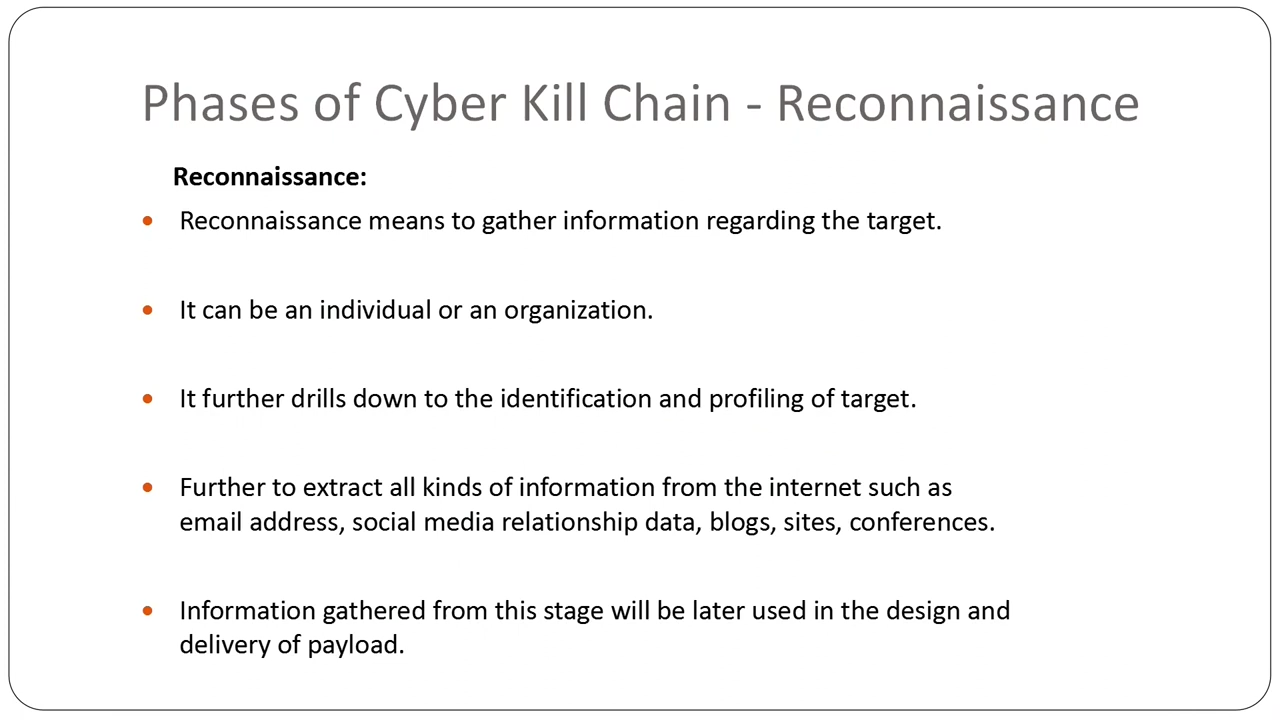 Phases of Cyber Kill Chain - Reconnaissance
Reconnaissance:
• Reconnaissance means to gather information regarding the target.
• It can be an individual or an organization.
• It further drills down to the identification and profiling of target.
• Further to extract all kinds of information from the internet such as
email address, social media relationship data, blogs, sites, conferences.
• Information gathered from this stage will be later used in the design and
delivery of payload.